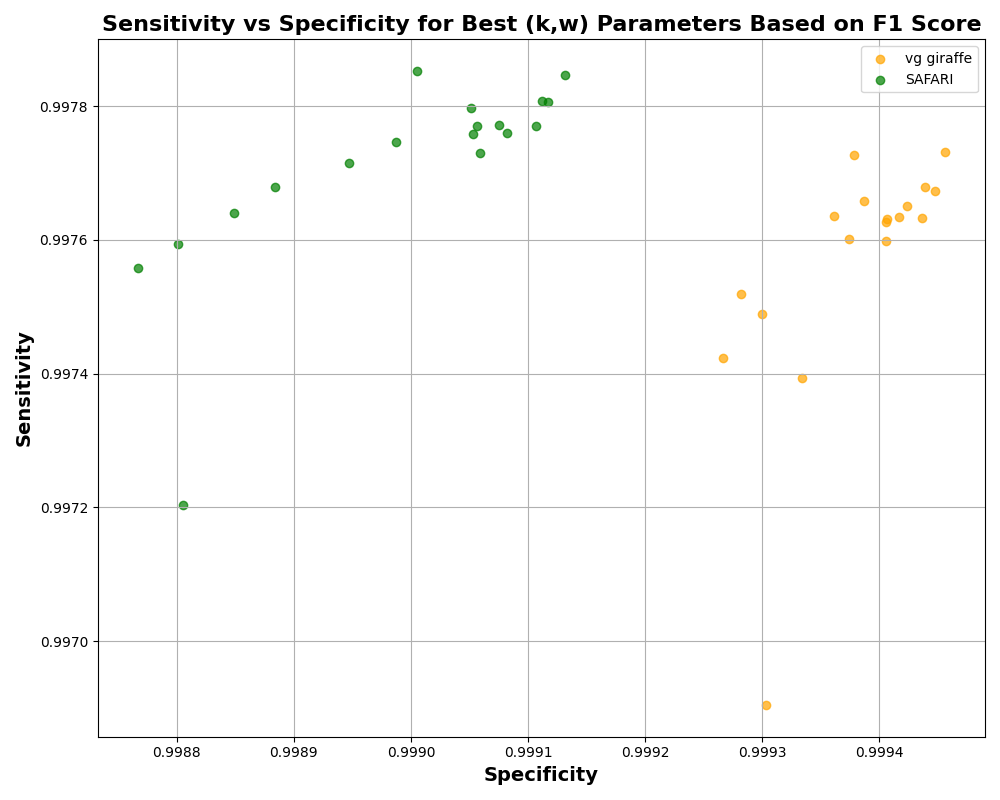 Sensitivity vs Specificity for Best (k,w) Parameters Based on F1 Score
vg giraffe
SAFARI
Sensitivity
0.9978
0.9976
0.9974
0.9972
0.9970
0.9988
0.9989
0.9990
0.9991
0.9992
0.9993
0.9994
Specificity